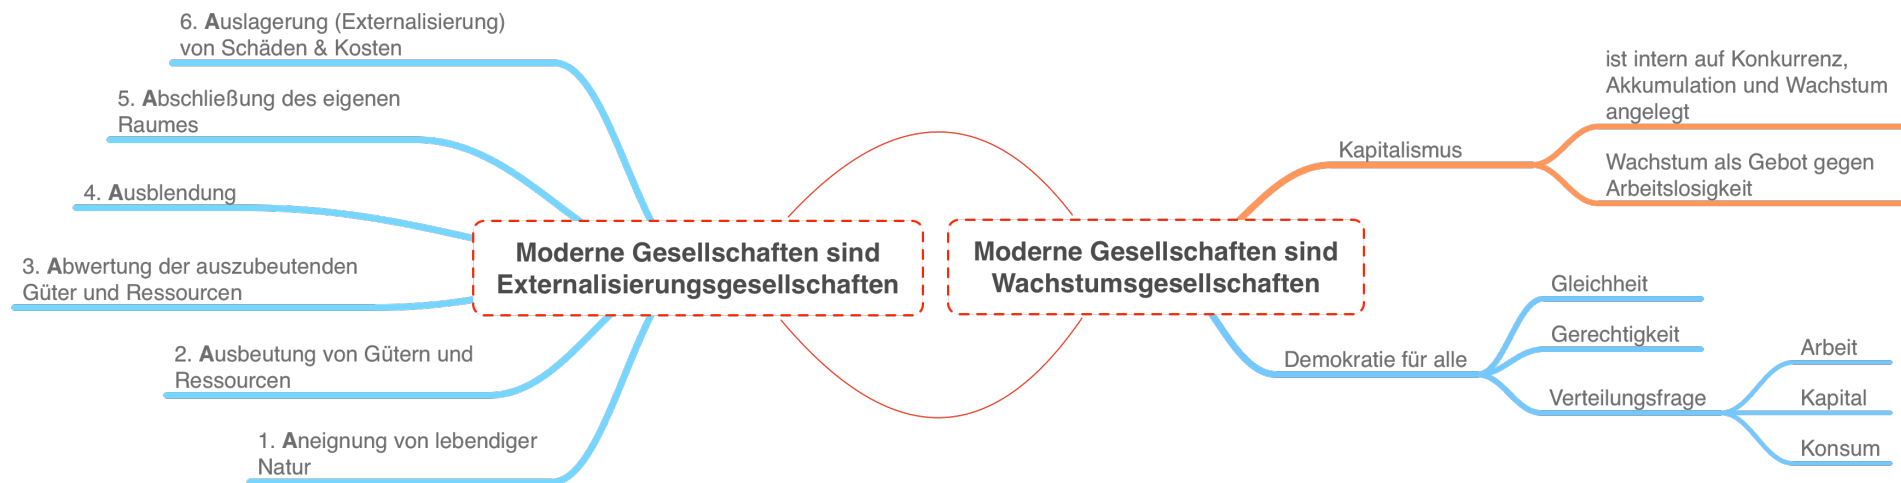 6. Auslagerung (Externalisierung)
von Schäden & Kosten
5. Abschließung des eigenen
Raumes
4. Ausblendung
3. Abwertung der auszubeutenden
Güter und Ressourcen
2. Ausbeutung von Gütern und
Ressourcen
1. Aneignung von lebendiger
Natur
Moderne Gesellschaften sind
Externalisierungsgesellschaften
Moderne Gesellschaften sind
Wachstumsgesellschaften
Kapitalismus
ist intern auf Konkurrenz,
Akkumulation und Wachstum
angelegt
Wachstum als Gebot gegen
Arbeitslosigkeit
Demokratie für alle
Gleichheit
Gerechtigkeit
Verteilungsfrage
Arbeit
Kapital
Konsum